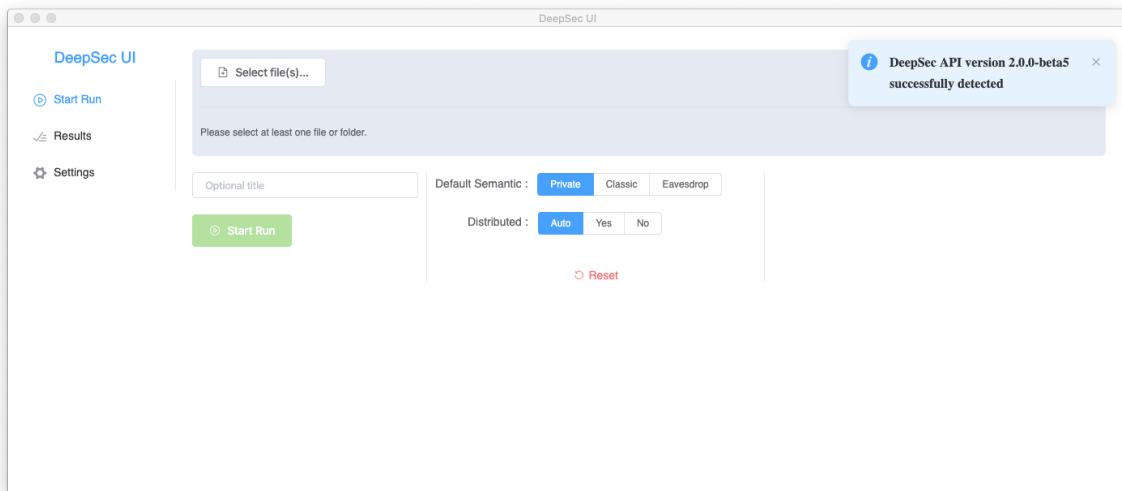 DeepSec UI
DeepSec UI
Start Run
Results
Settings
Select file(s)...
Please select at least one file or folder.
DeepSec API version 2.0.0-beta5
successfully detected
Optional title
Start Run
Default Semantic : Private Classic Eavesdrop
Distributed : Auto Yes No
Reset